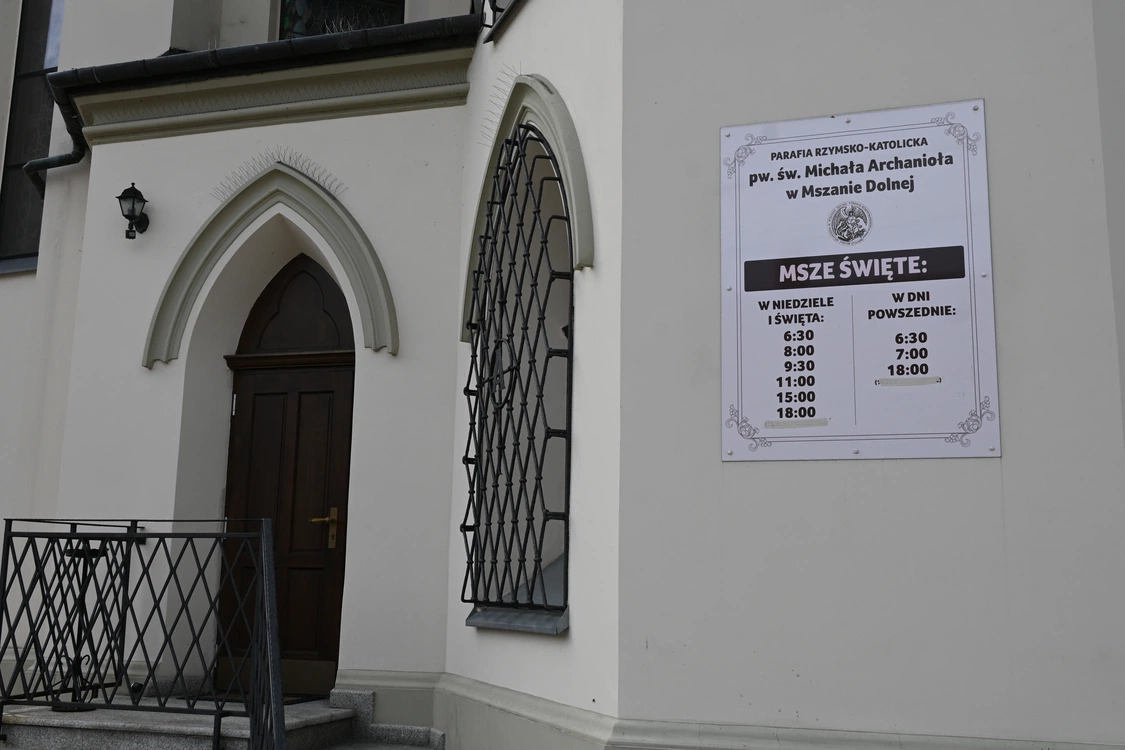 PARAFIA RZYMSKO-KATOLICKA
pw. św. Michała Archanioła
w Mszanie Dolnej
MSZE ŚWIĘTE:
W NIEDZIELE
I ŚWIĘTA:
6:30
8:00
9:30
11:00
15:00
18:00
W DNI
POWSZEDNIE:
6:30
7:00
18:00